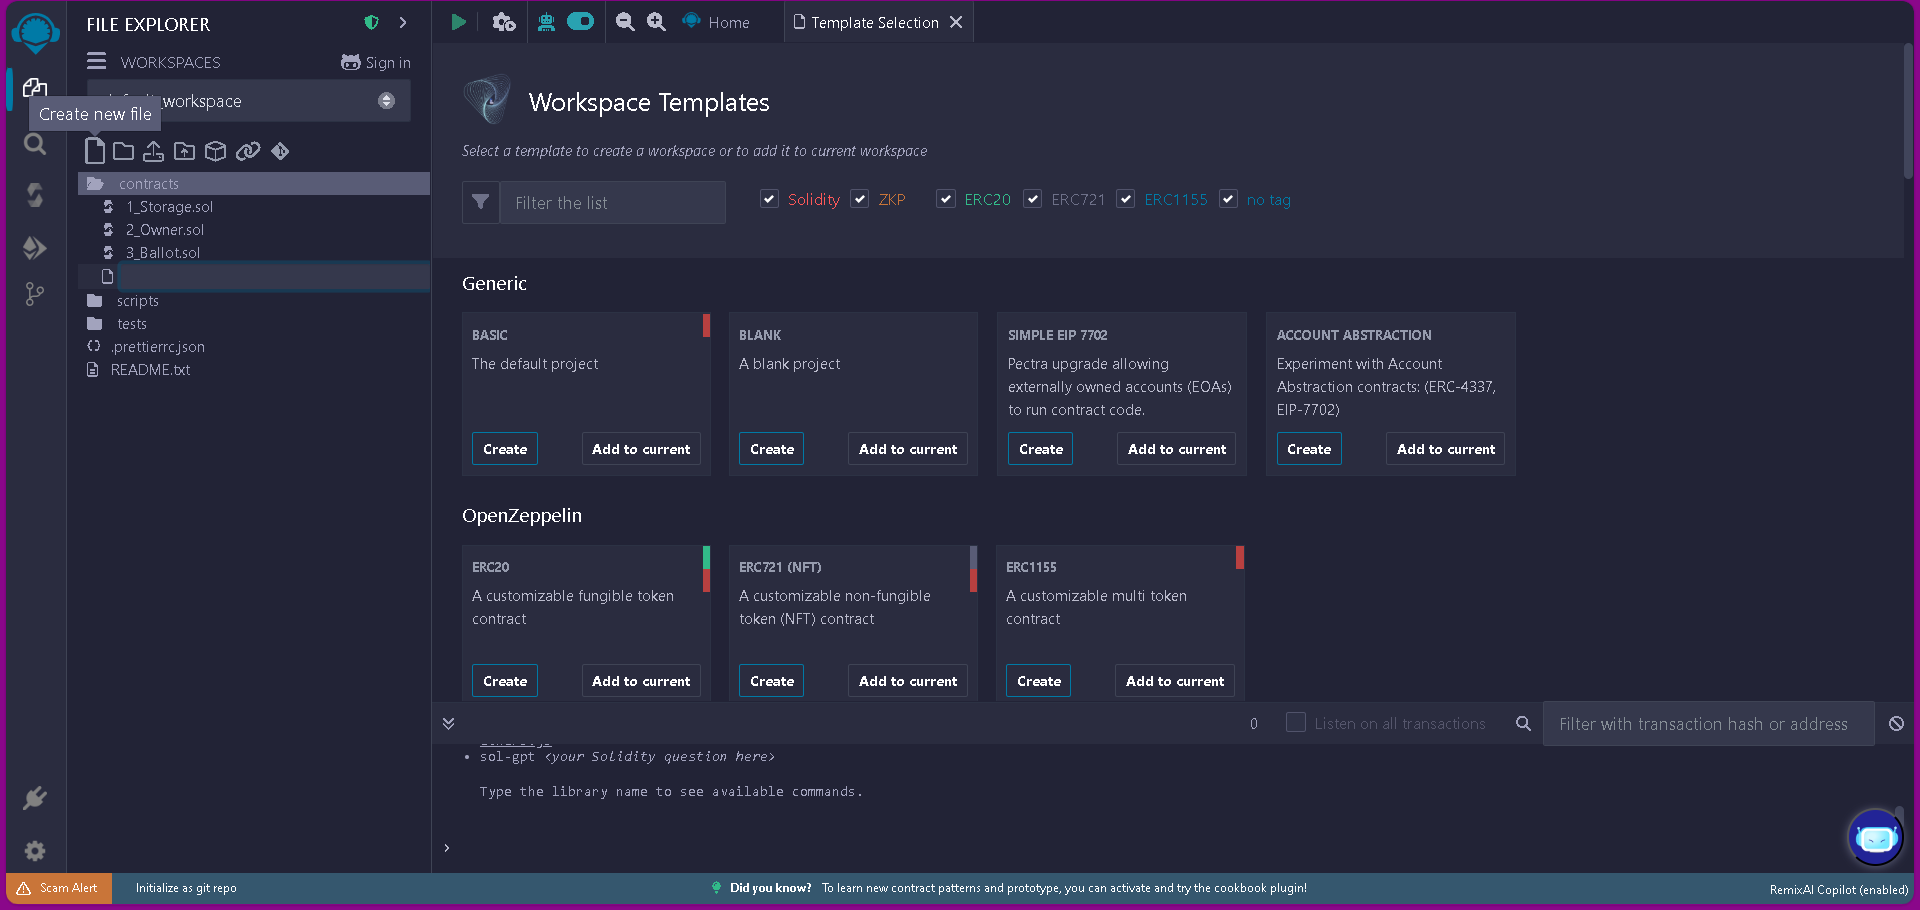 FILE EXPLORER
WORKSPACES
Sign in
workspace
Create new file
contracts
1_Storage.sol
2_Owner.sol
3_Ballot.sol
scripts
tests
.prettierrc.json
README.txt
Home
Template Selection
Workspace Templates
Select a template to create a workspace or to add it to current workspace
Filter the list
Solidity
ZKP
ERC20
ERC721
ERC1155
no tag
Generic
BASIC
The default project
Create
Add to current
BLANK
A blank project
Create
Add to current
SIMPLE EIP 7702
Pectra upgrade allowing
externally owned accounts (EOAs)
to run contract code.
Create
Add to current
ACCOUNT ABSTRACTION
Experiment with Account
Abstraction contracts: (ERC-4337,
EIP-7702)
Create
Add to current
OpenZeppelin
ERC20
A customizable fungible token
contract
Create
Add to current
ERC721 (NFT)
A customizable non-fungible
token (NFT) contract
Create
Add to current
ERC1155
A customizable multi token
contract
Create
Add to current
0
Listen on all transactions
Filter with transaction hash or address
• sol-gpt <your Solidity question here>
Type the library name to see available commands.
>
Scam Alert
Initialize as git repo
Did you know? To learn new contract patterns and prototype, you can activate and try the cookbook plugin!
RemixAI Copilot (enabled)